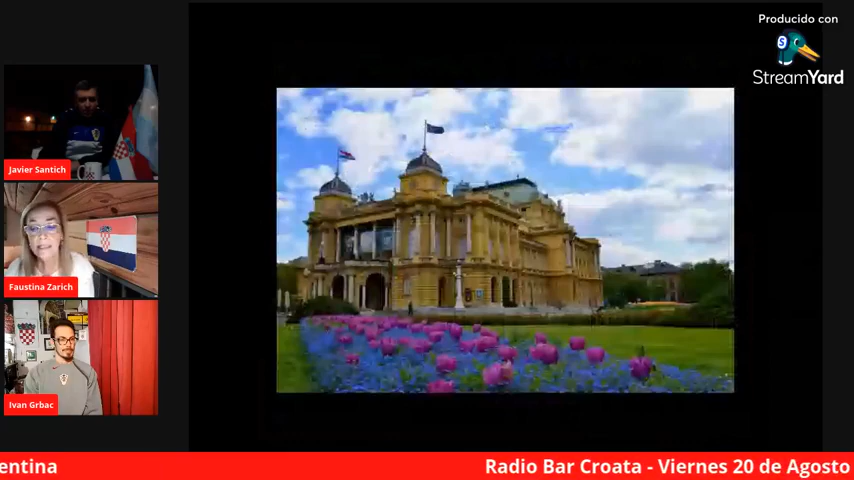 Producido con
StreamYard
Javier Santich
Faustina Zarich
Ivan Grbac
entina
Radio Bar Croata - Viernes 20 de Agosto